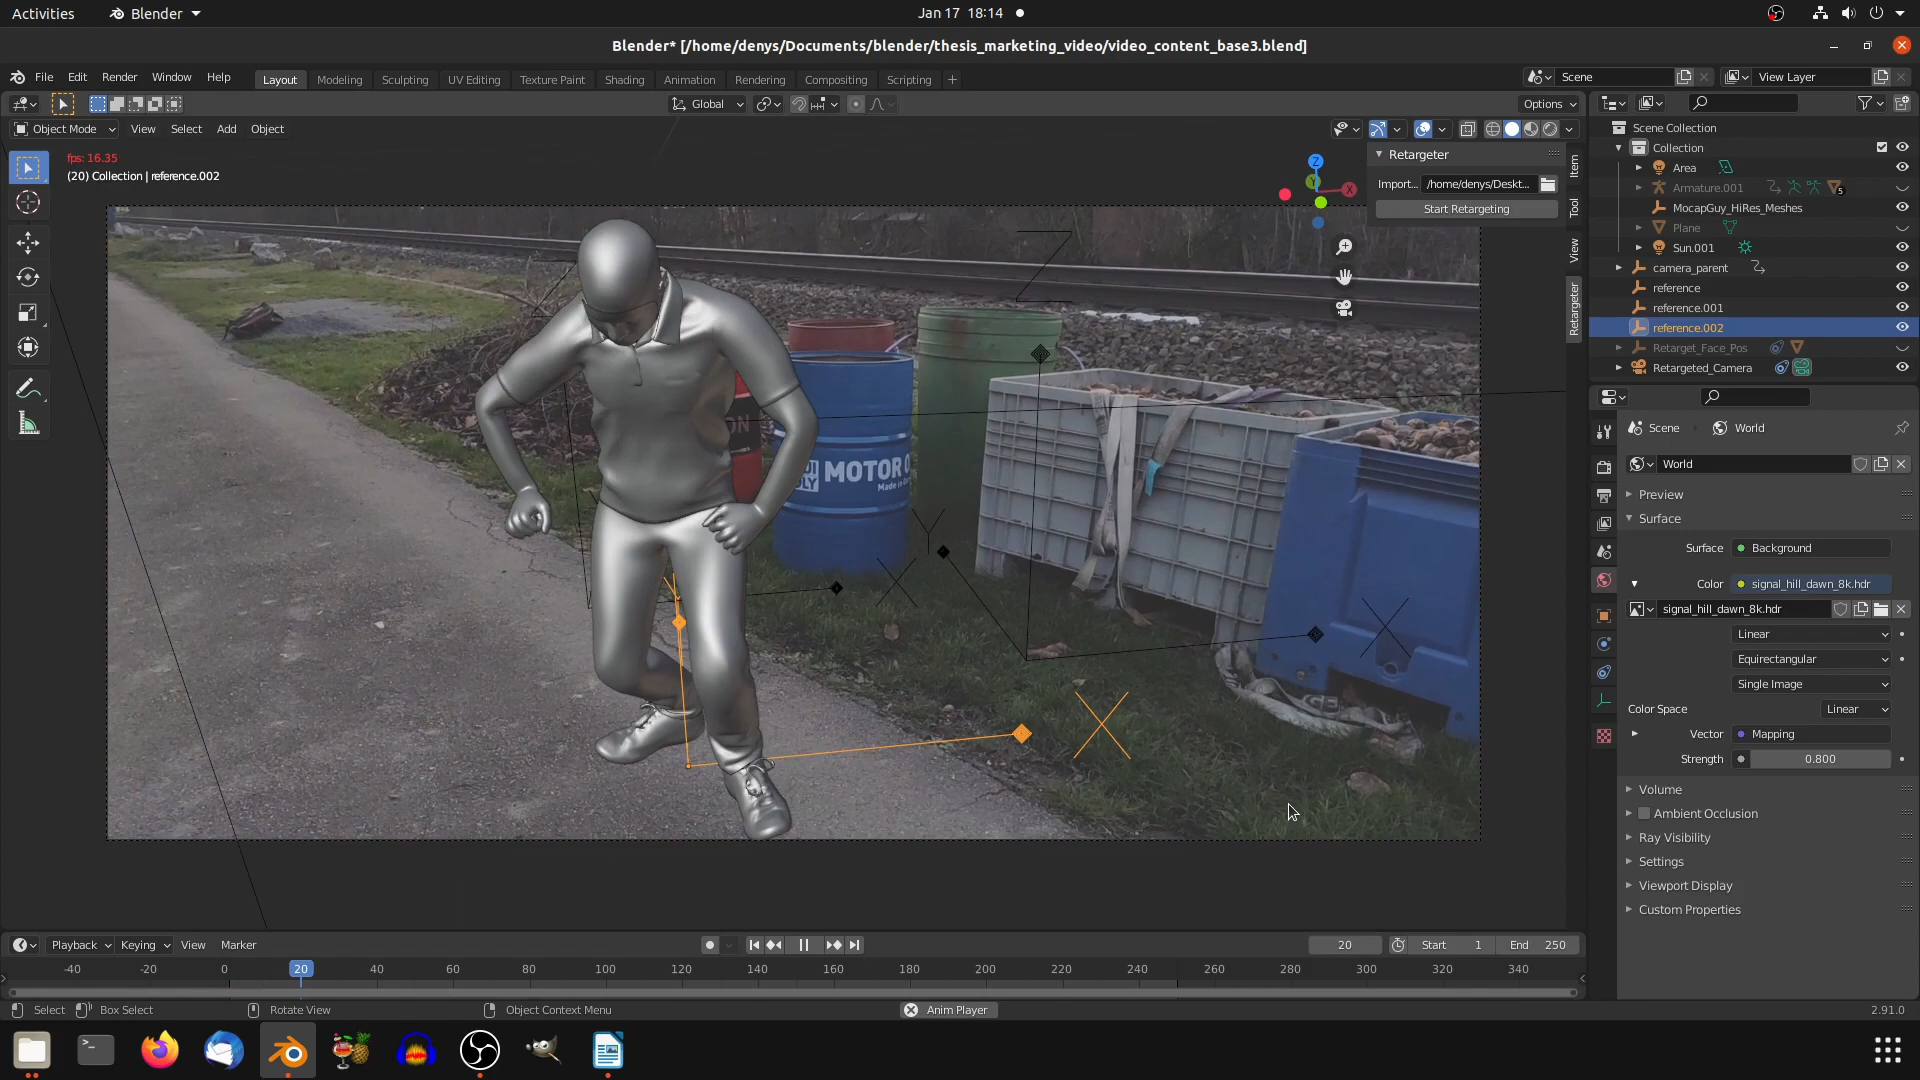 Activities
Blender
Jan 17 18:14
Blender* [/home/denys/Documents/blender/thesis_marketing_video/video_content_base3.blend]
File Edit Render Window Help
Layout Modeling Sculpting UV Editing Texture Paint Shading Animation Rendering Compositing Scripting +
Scene
View Layer
Global
Options
Object Mode View Select Add Object
fps: 16.35
(20) Collection | reference.002
Retargeter
Import... /home/denys/Deskt...
Start Retargeting
Item
Tool
View
Retargeter
Z
Y
X
Z
Y
X
X
X
MOTOR O
Made in
Scene Collection
Collection
Area
Armature.001
5
MocapGuy_HiRes_Meshes
Plane
Sun.001
camera_parent
reference
reference.001
reference.002
Retarget_Face_Pos
Retargeted_Camera
Scene World
World
Preview
Surface
Surface Background
Color signal_hill_dawn_8k.hdr
signal_hill_dawn_8k.hdr
Linear
Equirectangular
Single Image
Color Space Linear
Vector Mapping
Strength 0.800
Volume
Ambient Occlusion
Ray Visibility
Settings
Viewport Display
Custom Properties
Playback Keying View Marker
20
Start 1
End 250
-40 -20 0 20 40 60 80 100 120 140 160 180 200 220 240 260 280 300 320 340
Select Box Select Rotate View Object Context Menu Anim Player 2.91.0